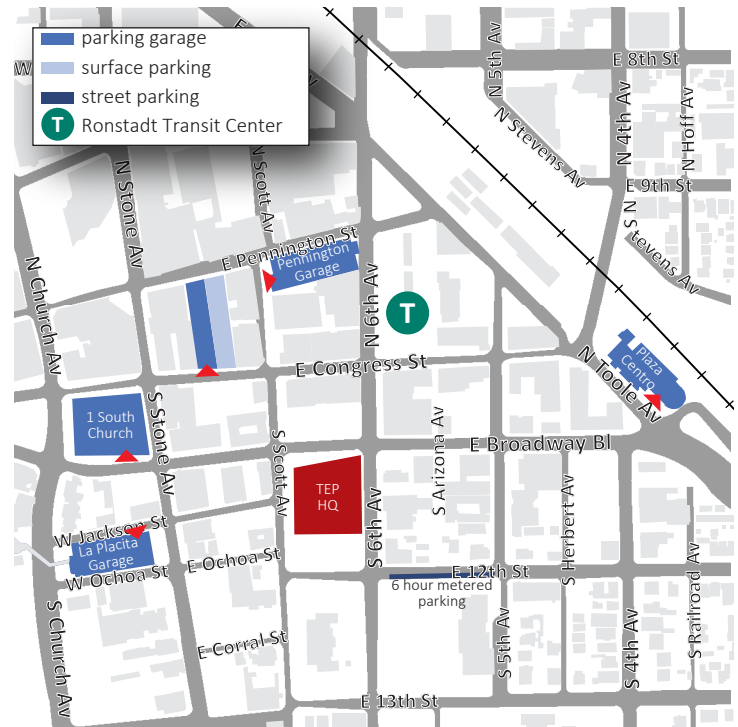 parking garage
surface parking
street parking
T Ronstadt Transit Center
W
Av
E 8th St
N 5th Av
N 4th Av
N Hoff Av
N Stevens Av
E 9th St
N Stone Av
N Scott Av
S N
tevens Av
E Pennington St
Pennington
Garage
N Church Av
N 6th Av
T
E Congress St
Plaza
Centro
N Toole Av
1 South
Church
S Stone Av
S Scott Av
S Arizona Av
E Broadway Bl
TEP
HQ
S 6th Av
S Herbert Av
W Jackson St
La Placita
Garage
W Ochoa St
E Ochoa St
E 12th St
6 hour metered
parking
S Railroad Av
S Church Av
E Corral St
S 5th Av
S 4th Av
E 13th St